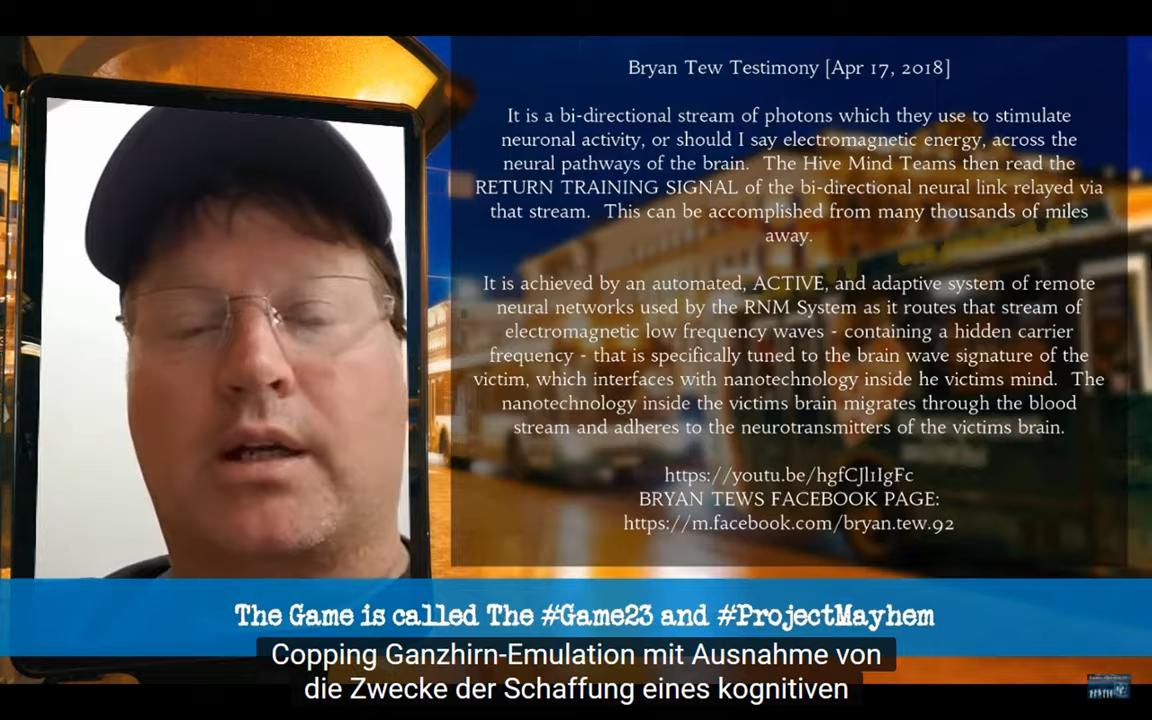 Bryan Tew Testimony [Apr 17, 2018]
It is a bi-directional stream of photons which they use to stimulate
neuronal activity, or should I say electromagnetic energy, across the
neural pathways of the brain. The Hive Mind Teams then read the
RETURN TRAINING SIGNAL of the bi-directional neural link relayed via
that stream. This can be accomplished from many thousands of miles
away.
It is achieved by an automated, ACTIVE, and adaptive system of remote
neural networks used by the RNM System as it routes that stream of
electromagnetic low frequency waves - containing a hidden carrier
frequency - that is specifically tuned to the brain wave signature of the
victim, which interfaces with nanotechnology inside he victims mind. The
nanotechnology inside the victims brain migrates through the blood
stream and adheres to the neurotransmitters of the victims brain.
https://youtu.be/hgfCJl1IgFc
BRYAN TEWS FACEBOOK PAGE:
https://m.facebook.com/bryan.tew.92
The Game is called The #Game23 and #ProjectMayhem
Copping Ganzhirn-Emulation mit Ausnahme von
die Zwecke der Schaffung eines kognitiven